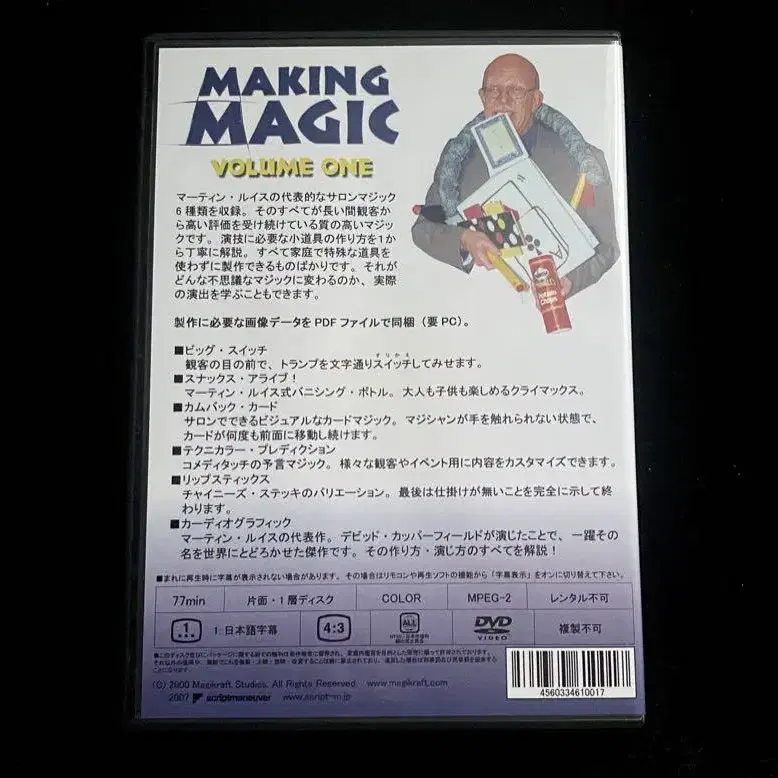 MAKING
MAGIC
VOLUME ONE
マーティン・ルイスの代表的なサロンマジック
6種類を収録。そのすべてが長い間観客か
ら高い評価を受け続けている質の高いマジッ
クです。演技に必要な小道具の作り方を1か
ら丁寧に解説。すべて家庭で特殊な道具を
使わずに製作できるものばかりです。それが
どんな不思議なマジックに変わるのか、実際
の演出を学ぶこともできます。
製作に必要な画像データをPDFファイルで同梱（要PC）。
■ビッグ・スイッチ
すりかえ
観客の目の前で、トランプを文字通りスイッチしてみせます。
■スナックス・アライブ！
マーティン・ルイス式バニシング・ボトル。大人も子供も楽しめるクライマックス。
■カムバック・カード
サロンでできるビジュアルなカードマジック。マジシャンが手を触れられない状態で、
カードが何度も前面に移動し続けます。
■テクニカラー・プレディクション
コメディタッチの予言マジック。様々な観客やイベント用に内容をカスタマイズできます。
■リップスティックス
チャイニーズ・ステッキのバリエーション。最後は仕掛けが無いことを完全に示して終
わります。
■カーディオグラフィック
マーティン・ルイスの代表作。デビッド・カッパーフィールドが演じたことで、一躍その
名を世界にとどろかせた傑作です。その作り方・演じ方のすべてを解説！
■まれに再生時に字幕が表示されない場合があります。その場合はリモコンや再生ソフトの機能から「字幕表示」をオンに切り替えて下さい。
77min 片面・1層ディスク COLOR MPEG-2 レンタル不可
1 1:日本語字幕 4:3 ALL DVD VIDEO 複製不可
(C) 2000 Magikraft Studios. All Rights Reserved www.magikraft.com
2007 scriptmaneuver www.script-m.jp
4560334610017